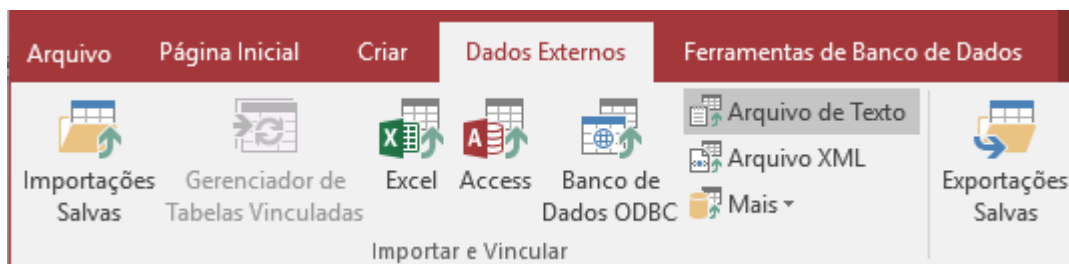 Arquivo Página Inicial Criar Dados Externos Ferramentas de Banco de Dados
Importações Salvas
Gerenciador de Tabelas Vinculadas
Excel
Access
Banco de Dados ODBC
Arquivo de Texto
Arquivo XML
Mais
Importar e Vincular
Exportações Salvas